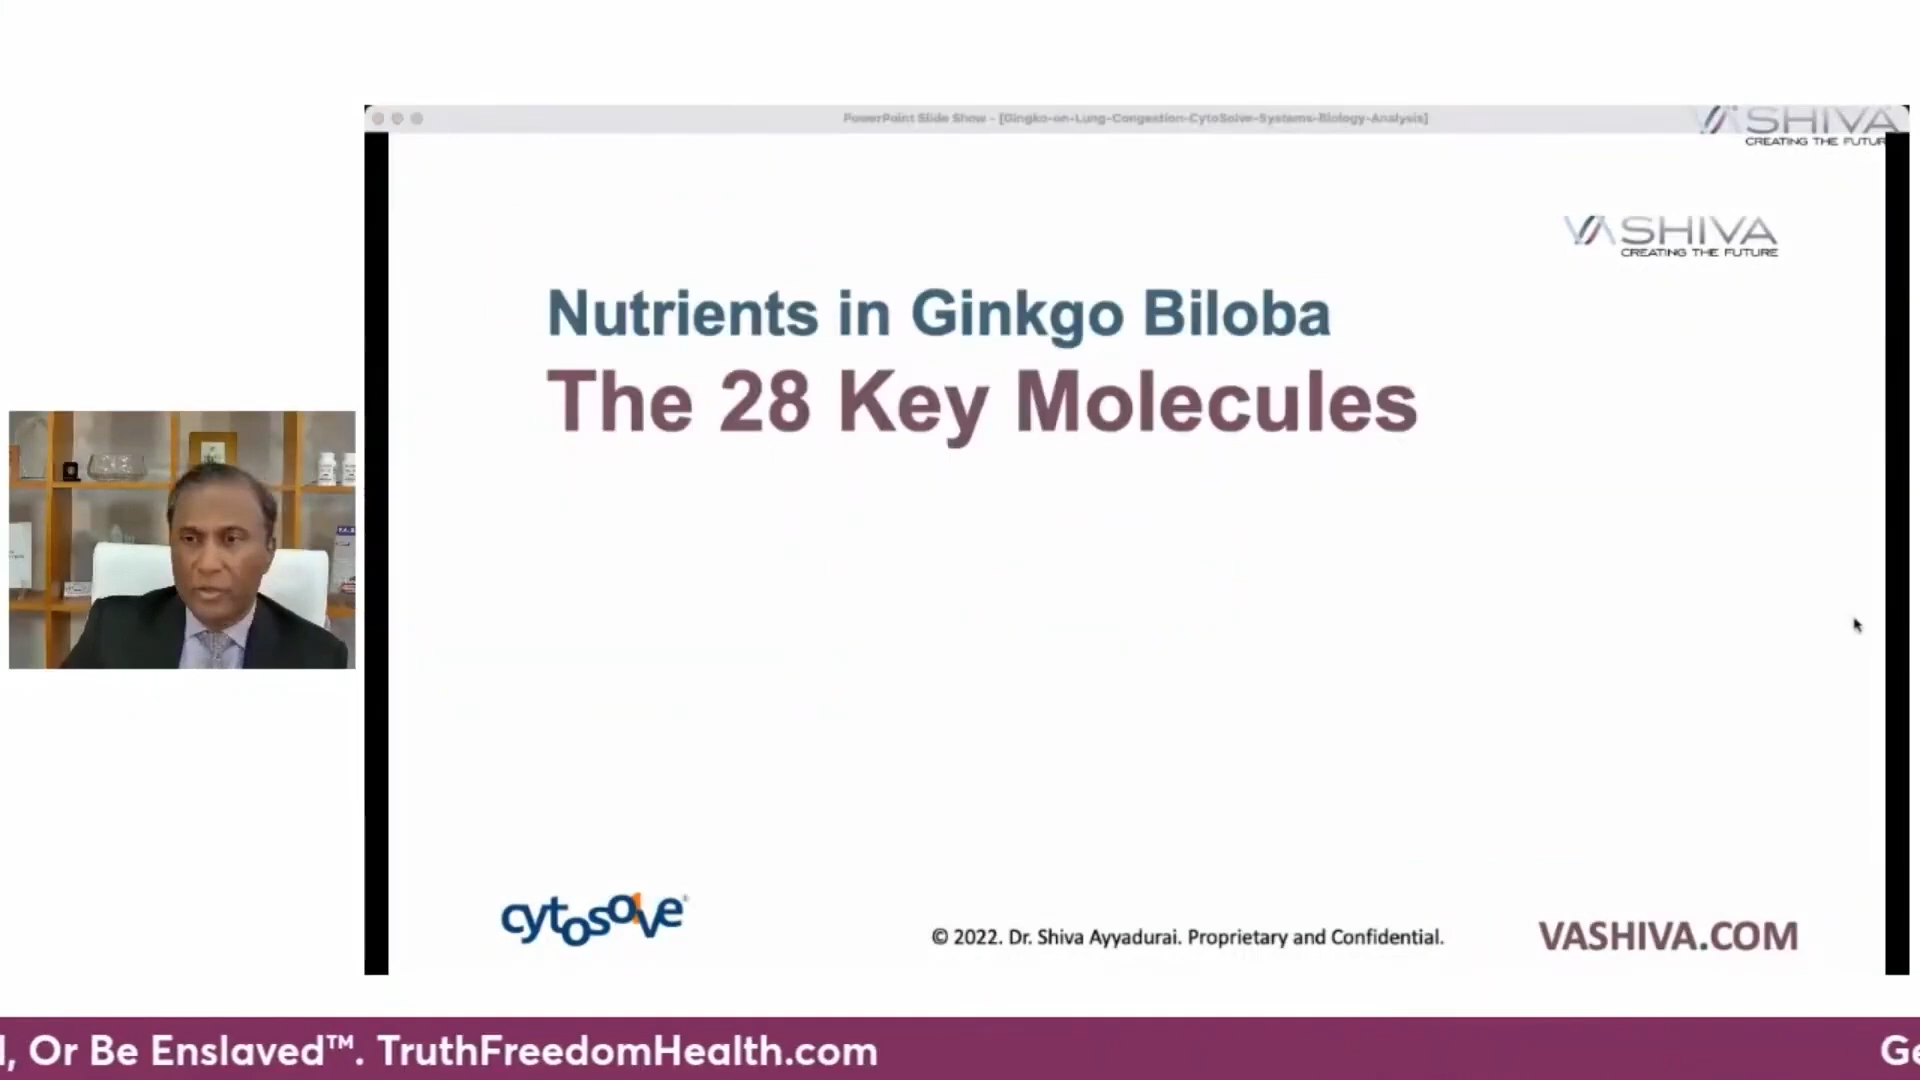 PowerPoint Slide Show - [Gingko-on-Lung-Congestion-CytoSolve-Systems-Biology-Analysis]
VASHIVA
CREATING THE FUTUR
VASHIVA
CREATING THE FUTURE
Nutrients in Ginkgo Biloba
The 28 Key Molecules
cytosolve®
© 2022. Dr. Shiva Ayyadurai. Proprietary and Confidential.
VASHIVA.COM
, Or Be Enslaved™. TruthFreedomHealth.com
Ge